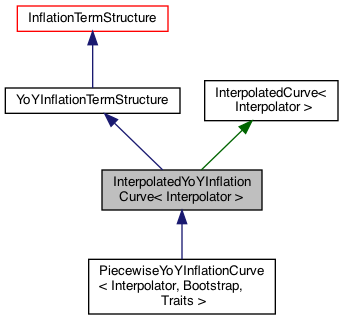 InflationTermStructure
YoYInflationTermStructure
InterpolatedCurve<
Interpolator >
InterpolatedYoYInflation
Curve< Interpolator >
PiecewiseYoYInflationCurve
< Interpolator, Bootstrap,
Traits >